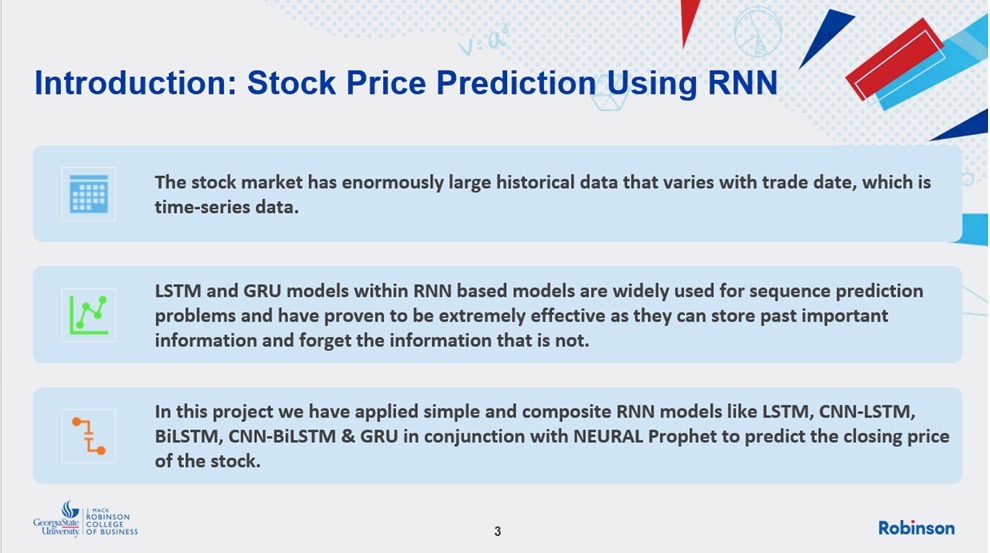 V=a³
Introduction: Stock Price Prediction Using RNN
The stock market has enormously large historical data that varies with trade date, which is
time-series data.
LSTM and GRU models within RNN based models are widely used for sequence prediction
problems and have proven to be extremely effective as they can store past important
information and forget the information that is not.
In this project we have applied simple and composite RNN models like LSTM, CNN-LSTM,
BiLSTM, CNN-BiLSTM & GRU in conjunction with NEURAL Prophet to predict the closing price
of the stock.
GeorgiaState
University
J. MACK
ROBINSON
COLLEGE
OF BUSINESS
3
Robinson